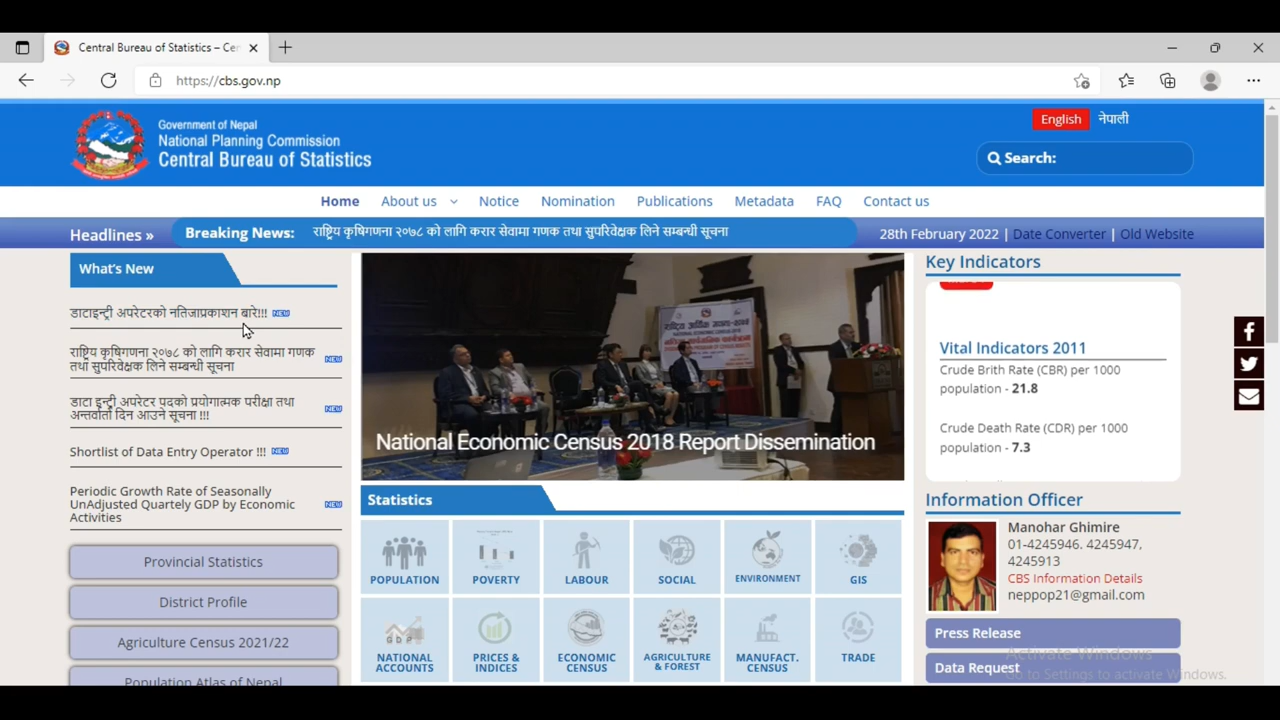 Central Bureau of Statistics – Cen
https://cbs.gov.np
Government of Nepal
National Planning Commission
Central Bureau of Statistics
English नेपाली
Search:
Home About us Notice Nomination Publications Metadata FAQ Contact us
Headlines » Breaking News: राष्ट्रिय कृषिगणना २०७८ को लागि करार सेवामा गणक तथा सुपरिवेक्षक लिने सम्बन्धी सूचना 28th February 2022 | Date Converter | Old Website
What's New
डाटाइन्ट्री अपरेटरको नतिजाप्रकाशन बारे!!! NEW
राष्ट्रिय कृषिगणना २०७८ को लागि करार सेवामा गणक
तथा सुपरिवेक्षक लिने सम्बन्धी सूचना NEW
डाटा इन्ट्री अपरेटर पदको प्रयोगात्मक परीक्षा तथा
अन्तर्वार्ता दिन आउने सूचना !!! NEW
Shortlist of Data Entry Operator !!! NEW
Periodic Growth Rate of Seasonally
UnAdjusted Quartely GDP by Economic
Activities NEW
Provincial Statistics
District Profile
Agriculture Census 2021/22
Population Atlas of Nepal
National Economic Census 2018 Report Dissemination
Statistics
POPULATION POVERTY LABOUR SOCIAL ENVIRONMENT GIS
NATIONAL
ACCOUNTS
PRICES &
INDICES
ECONOMIC
CENSUS
AGRICULTURE
& FOREST
MANUFACT.
CENSUS
TRADE
Key Indicators
Vital Indicators 2011
Crude Brith Rate (CBR) per 1000
population - 21.8
Crude Death Rate (CDR) per 1000
population - 7.3
Information Officer
Manohar Ghimire
01-4245946. 4245947,
4245913
CBS Information Details
neppop21@gmail.com
Press Release
Data Request
Activate Windows
Go to Settings to activate Windows.